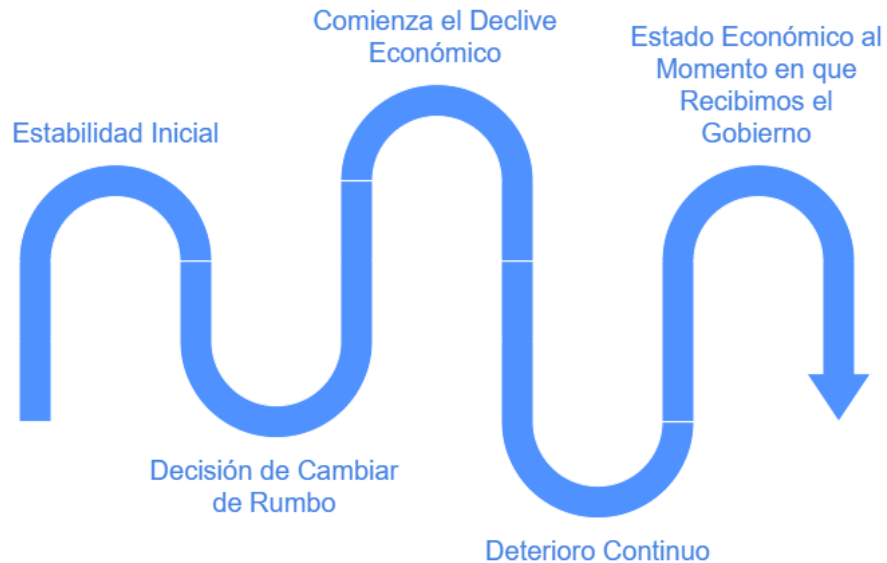 Estabilidad Inicial
Decisión de Cambiar
de Rumbo
Comienza el Declive
Económico
Deterioro Continuo
Estado Económico al
Momento en que
Recibimos el
Gobierno